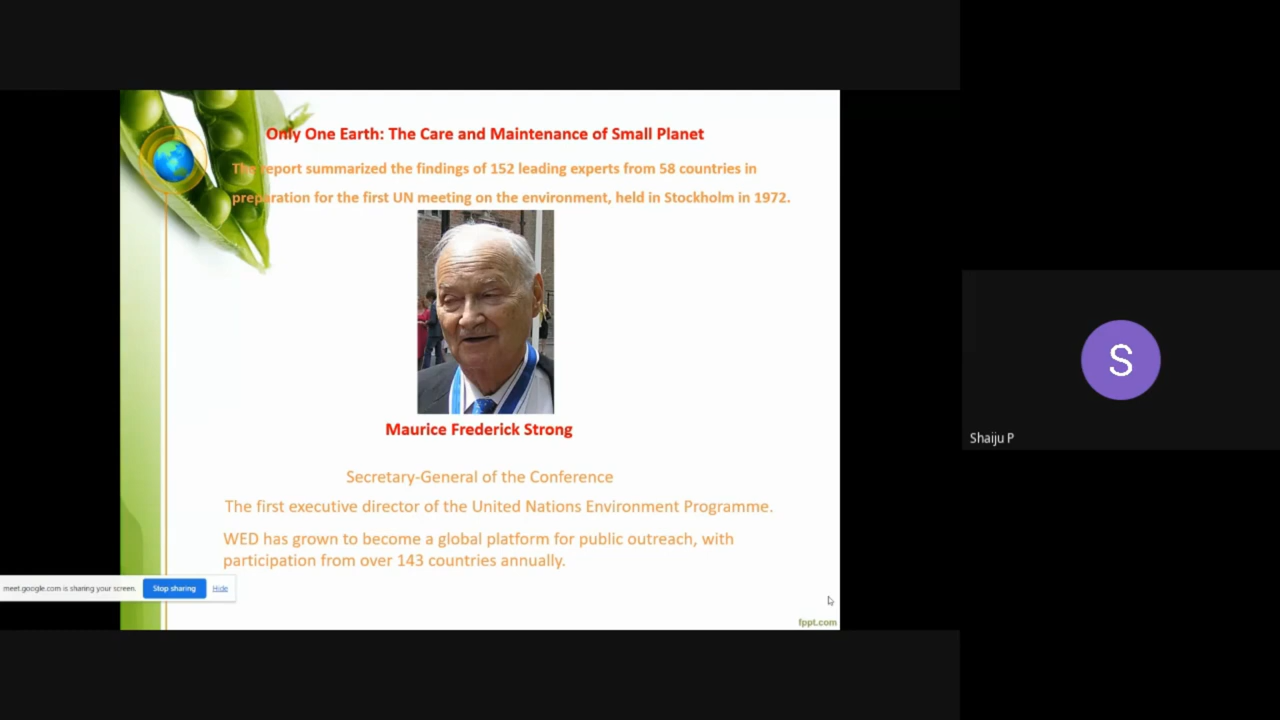 Only One Earth: The Care and Maintenance of Small Planet
The report summarized the findings of 152 leading experts from 58 countries in
preparation for the first UN meeting on the environment, held in Stockholm in 1972.
Maurice Frederick Strong
Secretary-General of the Conference
The first executive director of the United Nations Environment Programme.
WED has grown to become a global platform for public outreach, with
participation from over 143 countries annually.
meet.google.com is sharing your screen.
Stop sharing
Hide
fppt.com
S
Shaiju P